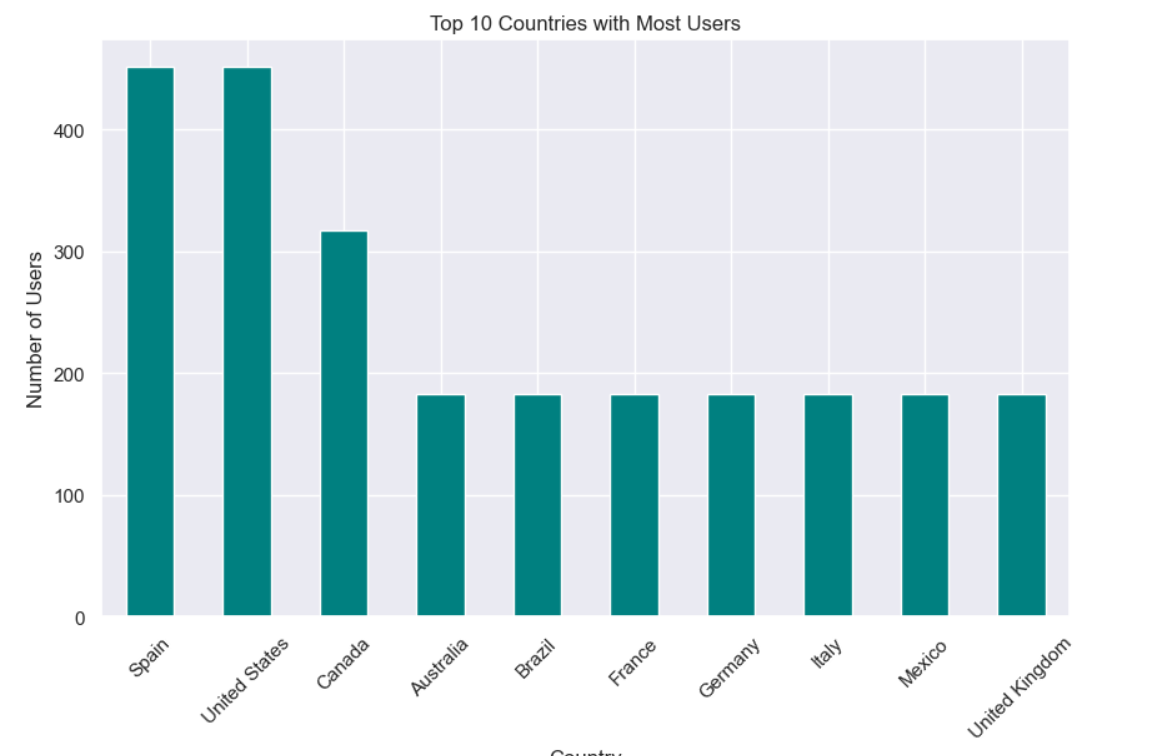 Top 10 Countries with Most Users
Number of Users
400
300
200
100
0
Spain
United States
Canada
Australia
Brazil
France
Germany
Italy
Mexico
United Kingdom
Country